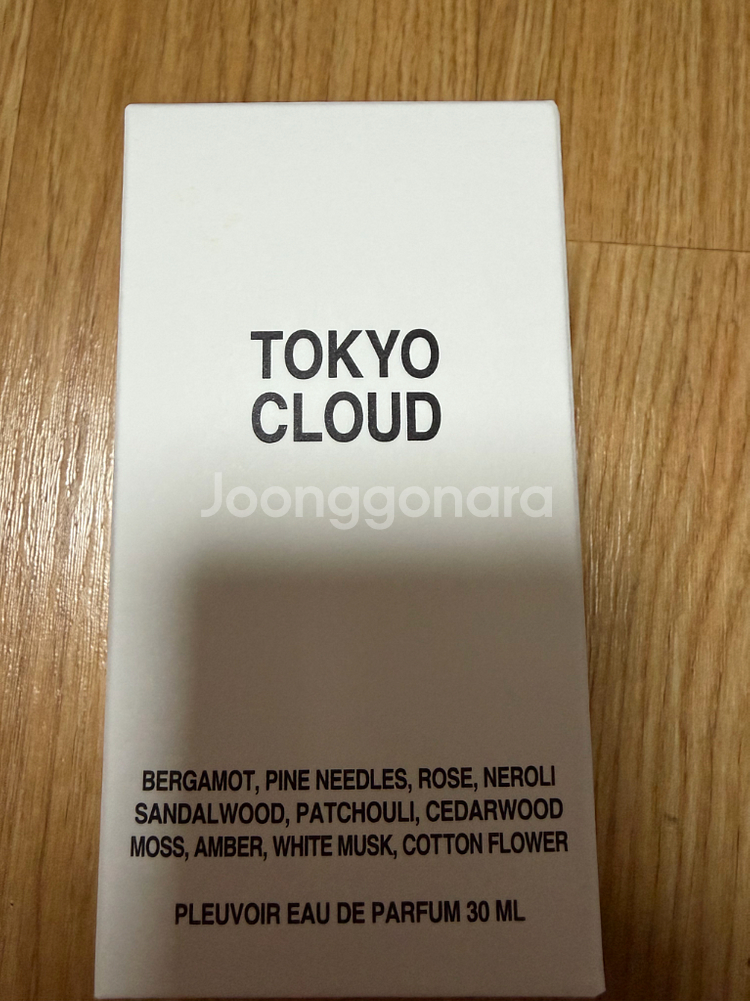 TOKYO
CLOUD
Joonggonara
BERGAMOT, PINE NEEDLES, ROSE, NEROLI
SANDALWOOD, PATCHOULI, CEDARWOOD
MOSS, AMBER, WHITE MUSK, COTTON FLOWER
PLEUVOIR EAU DE PARFUM 30 ML